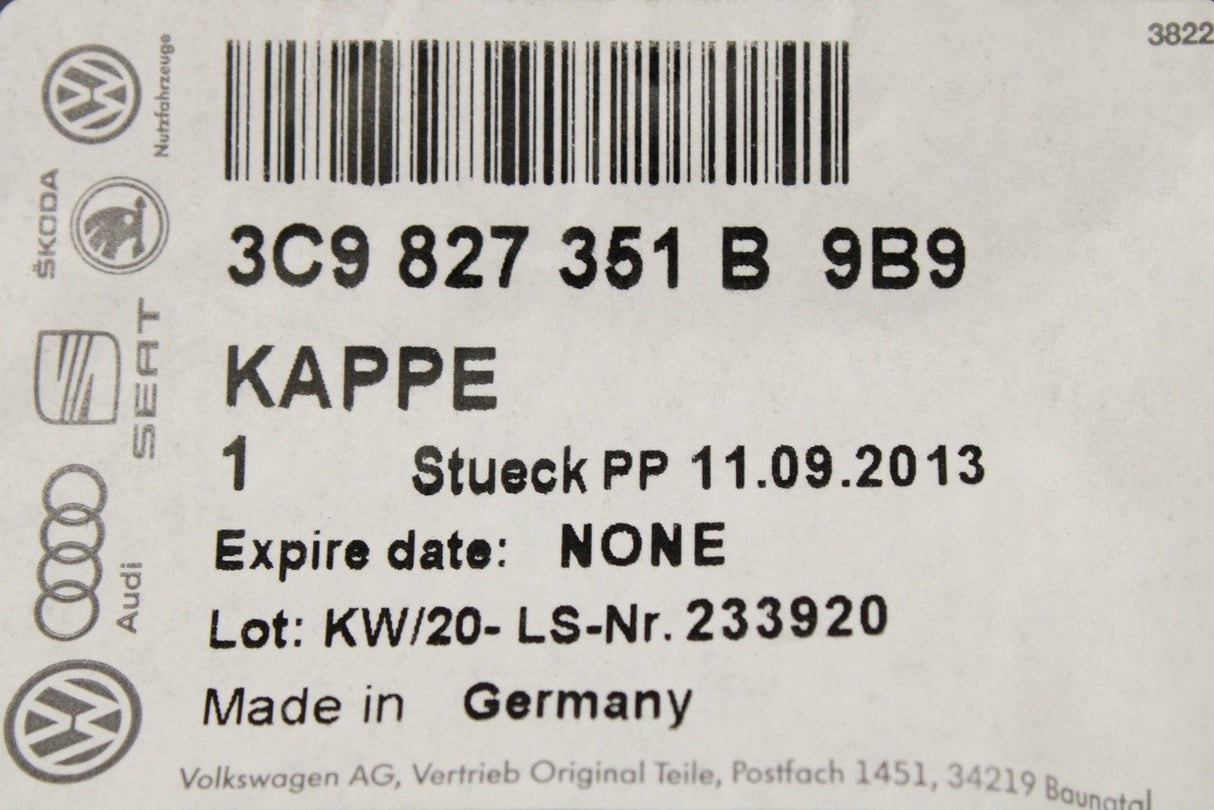 3822
Nutzfahrzeuge
ŠKODA
SEAT
Audi
3C9 827 351 B 9B9
KAPPE
1 Stueck PP 11.09.2013
Expire date: NONE
Lot: KW/20- LS-Nr. 233920
Made in Germany
Volkswagen AG, Vertrieb Original Teile, Postfach 1451, 34219 Baunatal